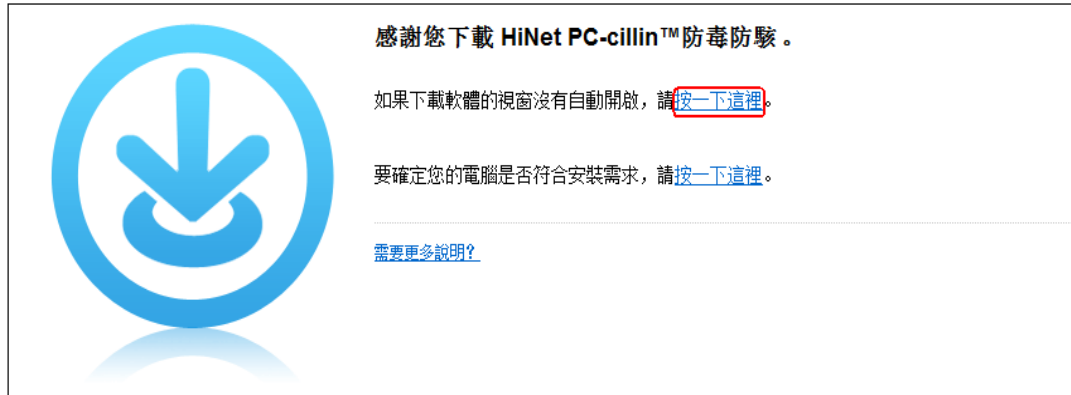 感謝您下載 HiNet PC-cillin™防毒防駭。
如果下載軟體的視窗沒有自動開啟，請按一下這裡。
要確定您的電腦是否符合安裝需求，請按一下這裡。
需要更多說明?